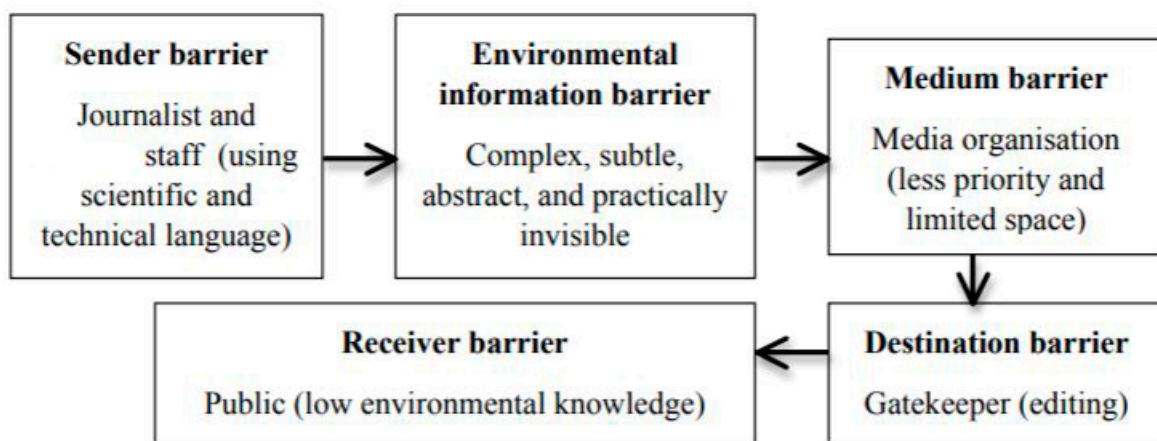 Sender barrier
Journalist and
staff (using
scientific and
technical language)
Environmental
information barrier
Complex, subtle,
abstract, and practically
invisible
Medium barrier
Media organisation
(less priority and
limited space)
Receiver barrier
Public (low environmental knowledge)
Destination barrier
Gatekeeper (editing)